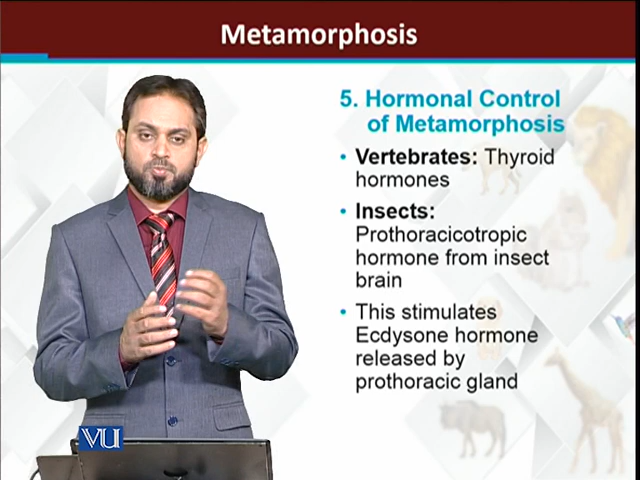 Metamorphosis
5. Hormonal Control
of Metamorphosis
• Vertebrates: Thyroid
hormones
• Insects:
Prothoracicotropic
hormone from insect
brain
• This stimulates
Ecdysone hormone
released by
prothoracic gland
VU